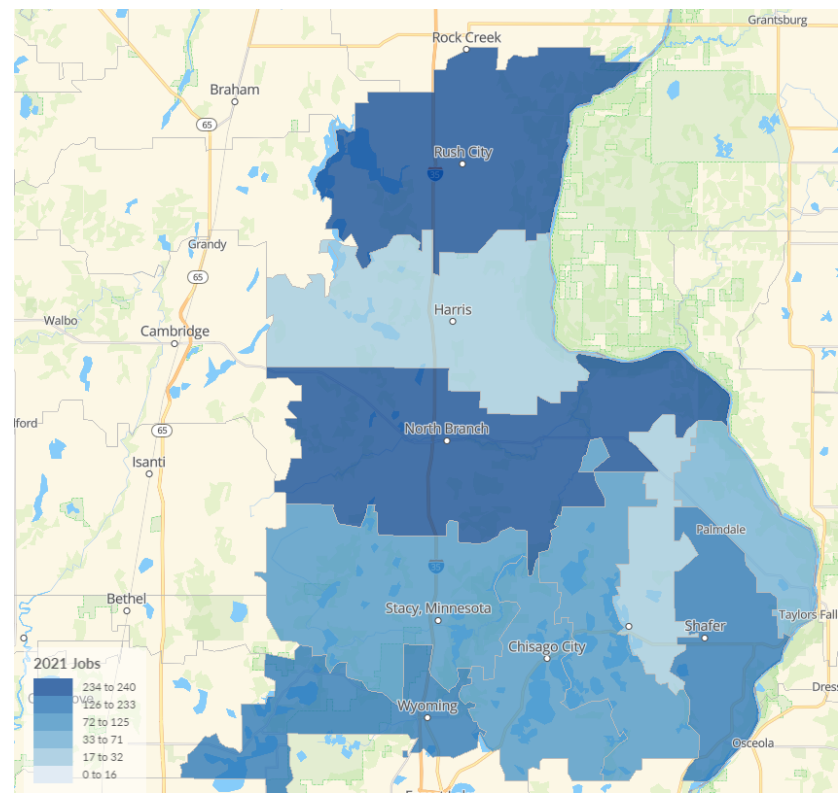 Grantsburg
Rock Creek
Braham
65
Rush City
35
Grandy
65
Harris
Walbo
Cambridge
North Branch
65
Isanti
Palmdale
35
Bethel
Stacy, Minnesota
Taylors Fall
Shafer
Chisago City
2021 Jobs
234 to 240
126 to 233
72 to 125
33 to 71
17 to 32
0 to 16
Dress
Wyoming
Osceola